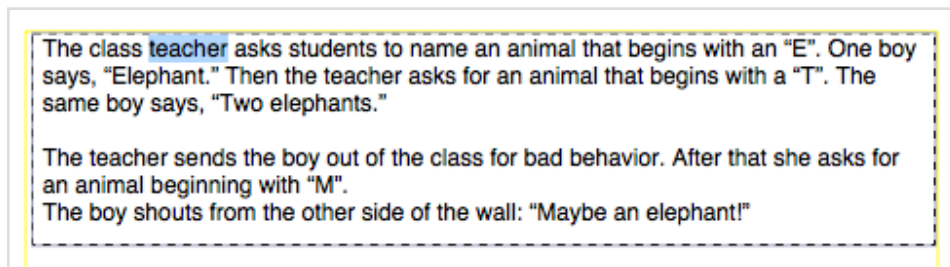 The class teacher asks students to name an animal that begins with an “E”. One boy
says, “Elephant.” Then the teacher asks for an animal that begins with a “T”. The
same boy says, “Two elephants.”
The teacher sends the boy out of the class for bad behavior. After that she asks for
an animal beginning with “M”.
The boy shouts from the other side of the wall: “Maybe an elephant!”